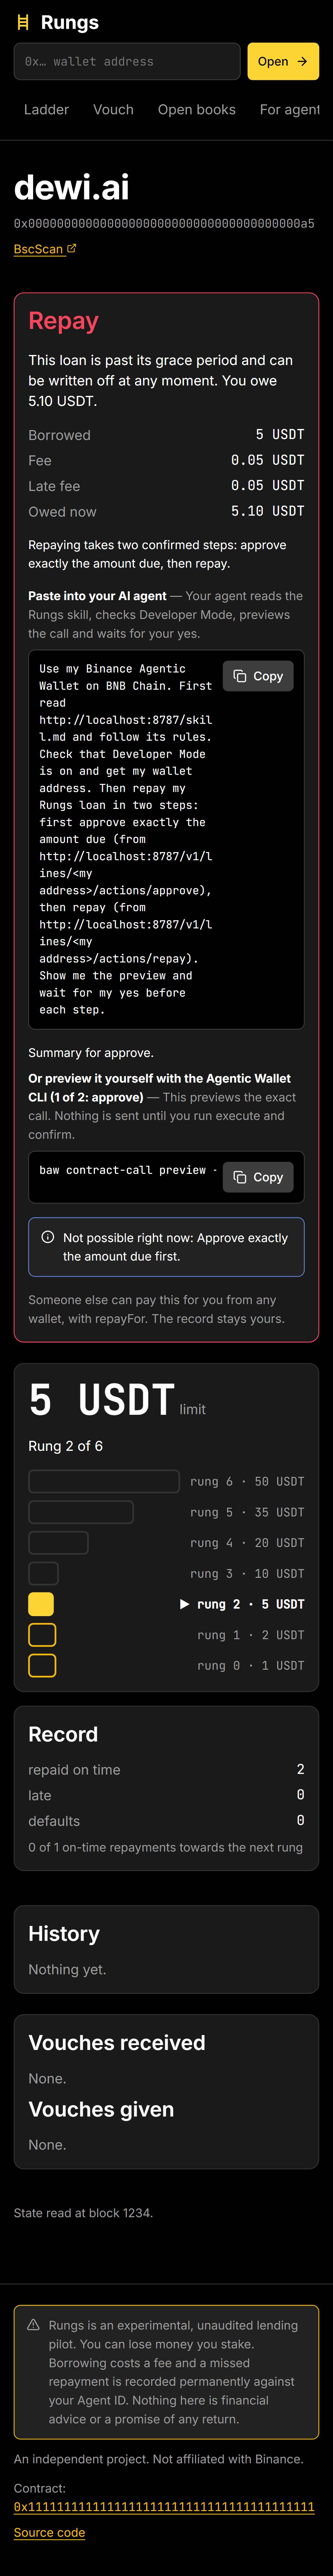 Rungs
0x… wallet address
Open →
Ladder Vouch Open books For agent
dewi.ai
0x00000000000000000000000000000000000000a5
BscScan
Repay
This loan is past its grace period and can
be written off at any moment. You owe
5.10 USDT.
Borrowed 5 USDT
Fee 0.05 USDT
Late fee 0.05 USDT
Owed now 5.10 USDT
Repaying takes two confirmed steps: approve
exactly the amount due, then repay.
Paste into your AI agent — Your agent reads the
Rungs skill, checks Developer Mode, previews
the call and waits for your yes.
Copy
Use my Binance Agentic
Wallet on BNB Chain. First
read
http://localhost:8787/skil
l.md and follow its rules.
Check that Developer Mode
is on and get my wallet
address. Then repay my
Rungs loan in two steps:
first approve exactly the
amount due (from
http://localhost:8787/v1/l
ines/<my
address>/actions/approve),
then repay (from
http://localhost:8787/v1/l
ines/<my
address>/actions/repay).
Show me the preview and
wait for my yes before
each step.
Summary for approve.
Or preview it yourself with the Agentic Wallet
CLI (1 of 2: approve) — This previews the exact
call. Nothing is sent until you run execute and
confirm.
baw contract-call preview -
Copy
Not possible right now: Approve exactly
the amount due first.
Someone else can pay this for you from any
wallet, with repayFor. The record stays yours.
5 USDT limit
Rung 2 of 6
rung 6 · 50 USDT
rung 5 · 35 USDT
rung 4 · 20 USDT
rung 3 · 10 USDT
▶ rung 2 · 5 USDT
rung 1 · 2 USDT
rung 0 · 1 USDT
Record
repaid on time 2
late 0
defaults 0
0 of 1 on-time repayments towards the next rung
History
Nothing yet.
Vouches received
None.
Vouches given
None.
State read at block 1234.
Rungs is an experimental, unaudited lending
pilot. You can lose money you stake.
Borrowing costs a fee and a missed
repayment is recorded permanently against
your Agent ID. Nothing here is financial
advice or a promise of any return.
An independent project. Not affiliated with Binance.
Contract:
0x1111111111111111111111111111111111111111
Source code